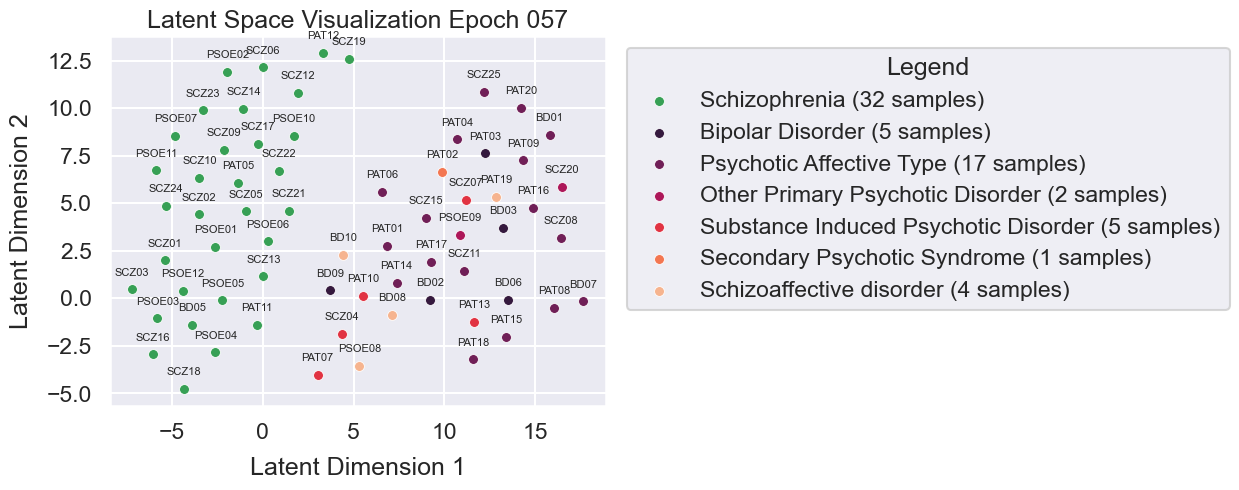 Latent Space Visualization Epoch 057
Latent Dimension 2
12.5
10.0
7.5
5.0
2.5
0.0
−2.5
−5.0
−5
0
5
10
15
Latent Dimension 1
PAT12
SCZ19
PSOE02
SCZ06
SCZ12
SCZ25
SCZ23
SCZ14
PAT20
PSOE07
SCZ09
SCZ17
PSOE10
PAT04
PAT03
BD01
PSOE11
SCZ10
PAT05
SCZ22
PAT02
PAT09
SCZ24
SCZ02
SCZ05
SCZ21
PAT06
SCZ07
PAT19
SCZ20
PSOE01
PSOE06
SCZ15
PAT16
SCZ01
BD10
PAT01
PSOE09
BD03
SCZ08
SCZ03
PSOE12
PSOE05
SCZ13
BD09
PAT10
PAT14
PAT17
SCZ11
PSOE03
BD05
PAT11
BD08
BD02
BD06
PAT08
BD07
SCZ16
PSOE04
SCZ04
PAT13
PAT15
SCZ18
PAT07
PSOE08
PAT18
Legend
Schizophrenia (32 samples)
Bipolar Disorder (5 samples)
Psychotic Affective Type (17 samples)
Other Primary Psychotic Disorder (2 samples)
Substance Induced Psychotic Disorder (5 samples)
Secondary Psychotic Syndrome (1 samples)
Schizoaffective disorder (4 samples)